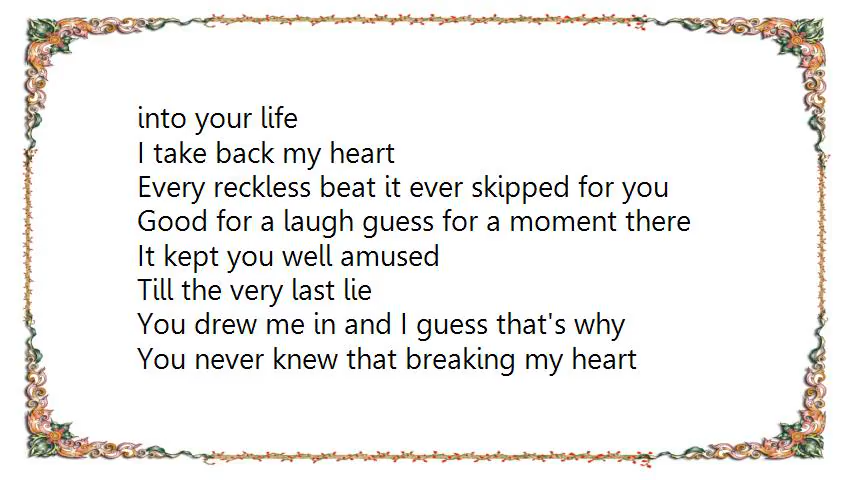 into your life
I take back my heart
Every reckless beat it ever skipped for you
Good for a laugh guess for a moment there
It kept you well amused
Till the very last lie
You drew me in and I guess that's why
You never knew that breaking my heart